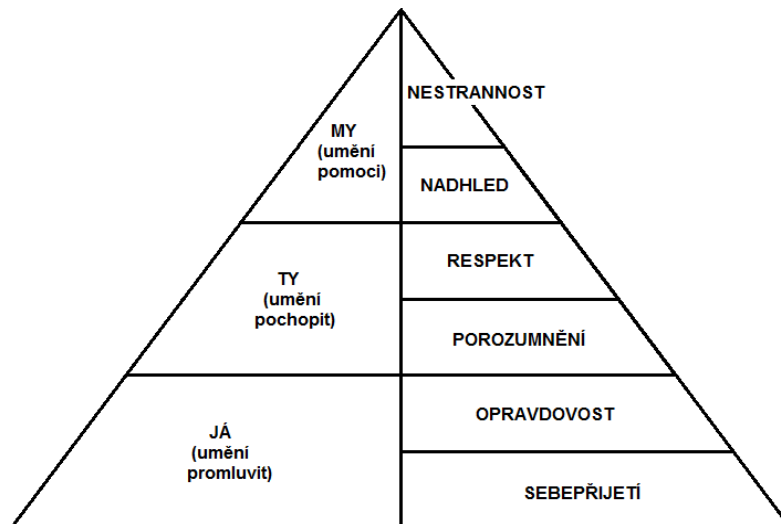 NESTRANNOST
MY
(umění
pomoci)
NADHLED
RESPEKT
TY
(umění
pochopit)
POROZUMNĚNÍ
OPRAVDOVOST
JÁ
(umění
promluvit)
SEBEPŘIJETÍ